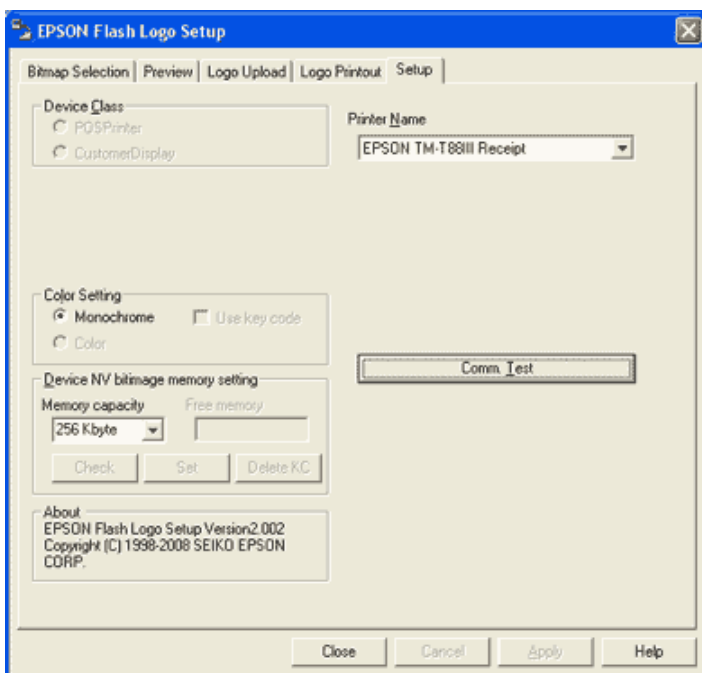 EPSON Flash Logo Setup
Bitmap Selection Preview Logo Upload Logo Printout Setup
Device Class
POSPrinter
CustomerDisplay
Printer Name
EPSON TM-T88III Receipt
Color Setting
Monochrome Use key code
Color
Device NV bitimage memory setting
Memory capacity Free memory
256 Kbyte
Check Set Delete KC
Comm. Test
About
EPSON Flash Logo Setup Version2.002
Copyright (C) 1998-2008 SEIKO EPSON
CORP.
Close Cancel Apply Help